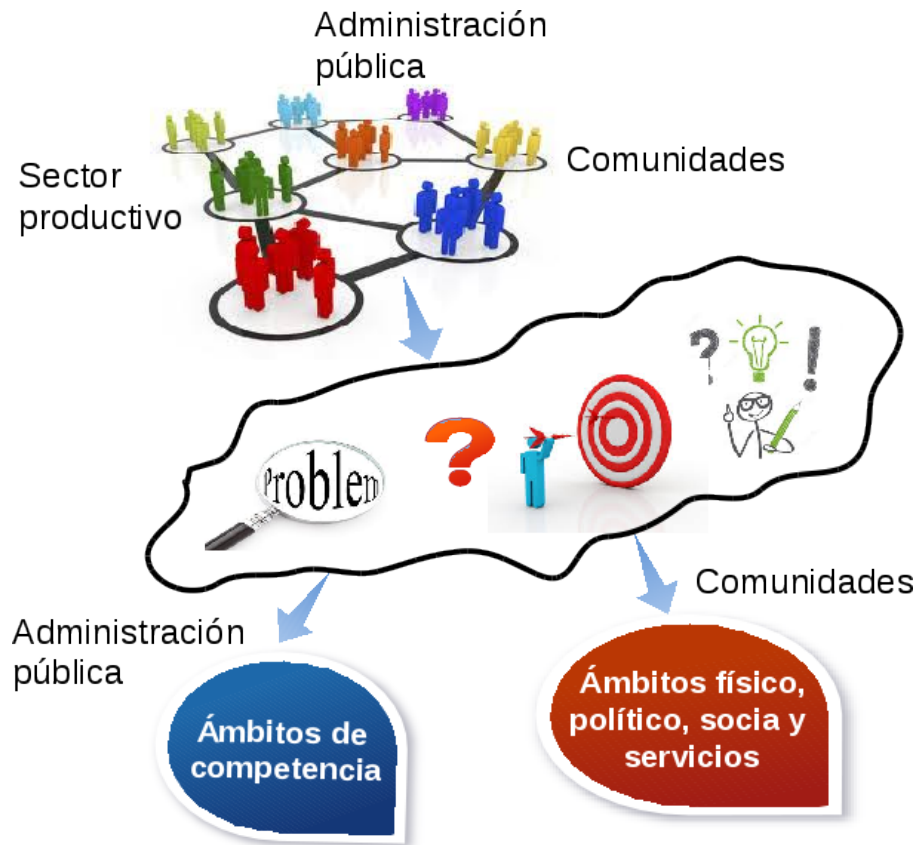 Administración
pública
Sector
productivo
Comunidades
? !
Problem
?
Comunidades
Administración
pública
Ámbitos físico,
político, socia y
servicios
Ámbitos de
competencia